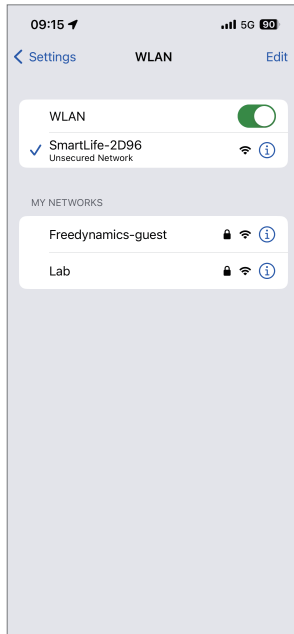 09:15 5G 90
Settings WLAN Edit
WLAN
SmartLife-2D96
Unsecured Network
MY NETWORKS
Freedynamics-guest
Lab